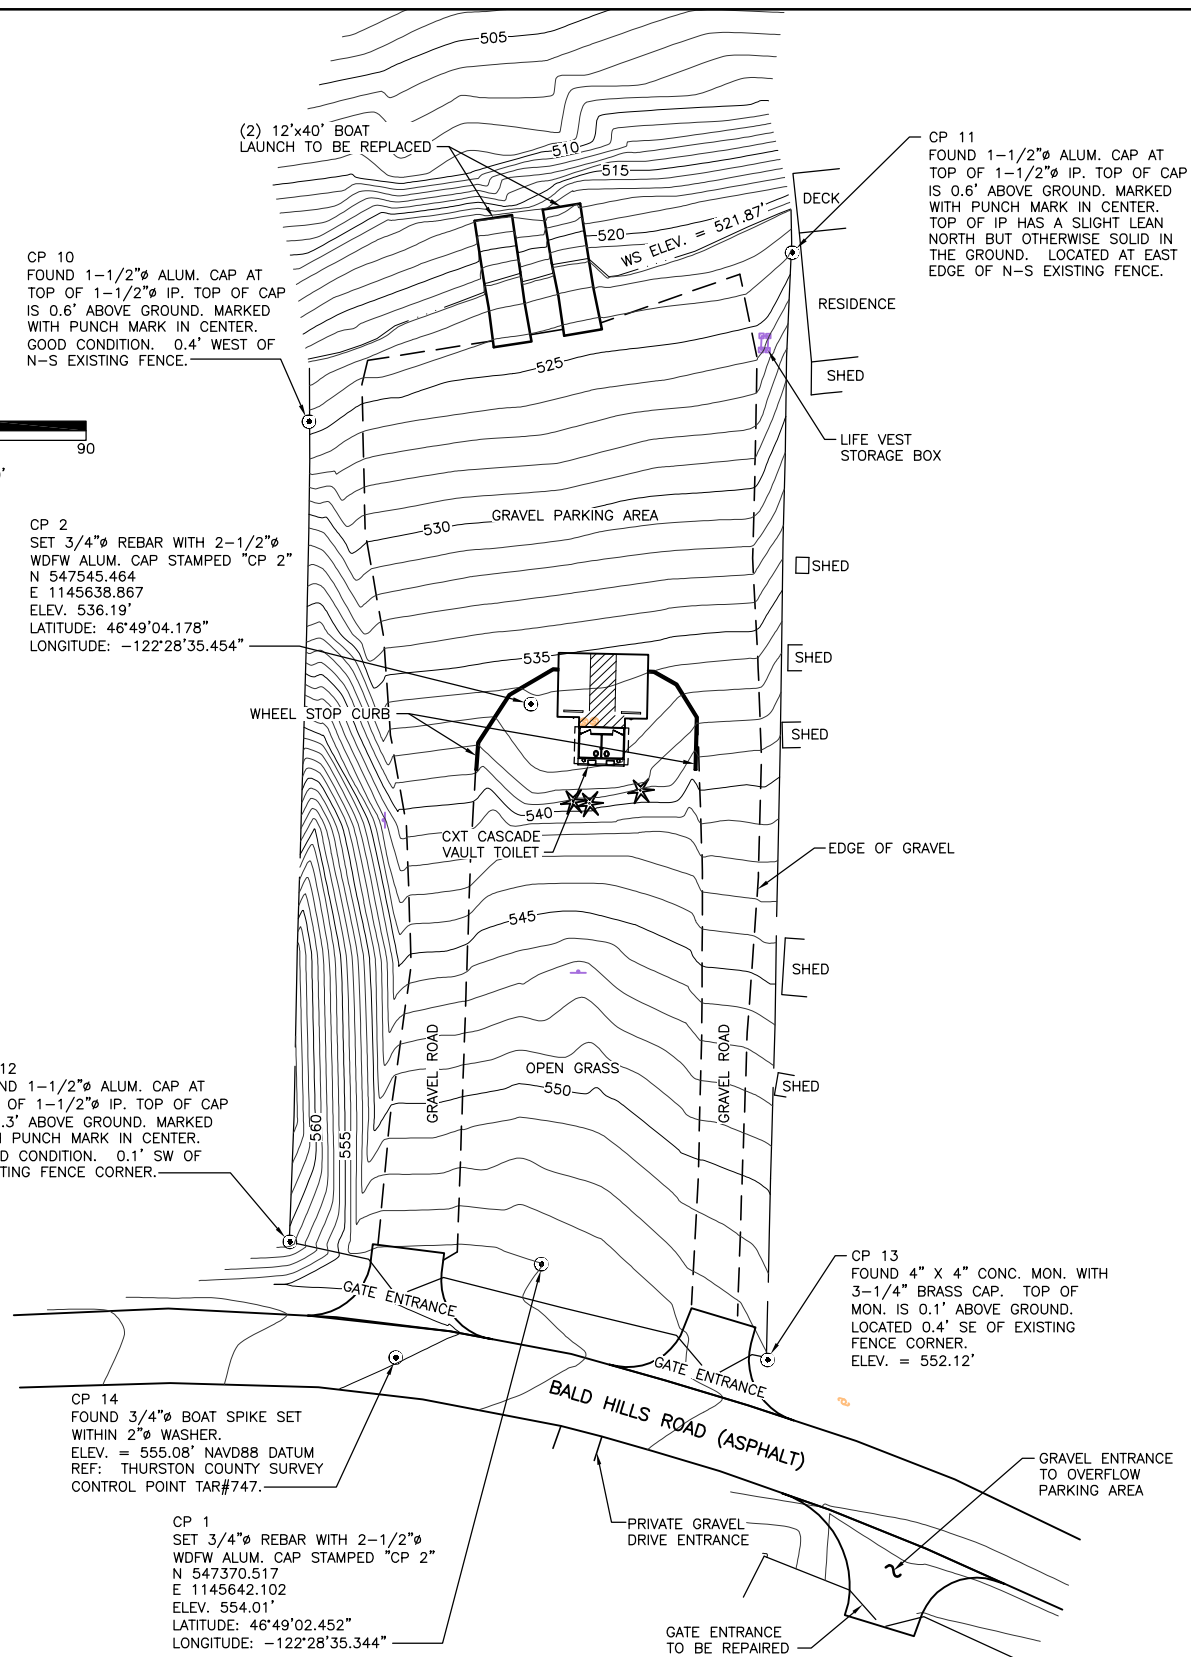 505
(2) 12'x40' BOAT
LAUNCH TO BE REPLACED
510
515
520
WS ELEV. = 521.87'
DECK
RESIDENCE
SHED
CP 11
FOUND 1-1/2"ø ALUM. CAP AT
TOP OF 1-1/2"ø IP. TOP OF CAP
IS 0.6' ABOVE GROUND. MARKED
WITH PUNCH MARK IN CENTER.
TOP OF IP HAS A SLIGHT LEAN
NORTH BUT OTHERWISE SOLID IN
THE GROUND. LOCATED AT EAST
EDGE OF N-S EXISTING FENCE.
CP 10
FOUND 1-1/2"ø ALUM. CAP AT
TOP OF 1-1/2"ø IP. TOP OF CAP
IS 0.6' ABOVE GROUND. MARKED
WITH PUNCH MARK IN CENTER.
GOOD CONDITION. 0.4' WEST OF
N-S EXISTING FENCE.
525
90
LIFE VEST
STORAGE BOX
CP 2
SET 3/4"ø REBAR WITH 2-1/2"ø
WDFW ALUM. CAP STAMPED "CP 2"
N 547545.464
E 1145638.867
ELEV. 536.19'
LATITUDE: 46°49'04.178"
LONGITUDE: -122°28'35.454"
530
GRAVEL PARKING AREA
SHED
535
SHED
WHEEL STOP CURB
SHED
540
CXT CASCADE
VAULT TOILET
EDGE OF GRAVEL
545
SHED
GRAVEL ROAD
OPEN GRASS
GRAVEL ROAD
550
SHED
560
555
12
ND 1-1/2"ø ALUM. CAP AT
OF 1-1/2"ø IP. TOP OF CAP
.3' ABOVE GROUND. MARKED
PUNCH MARK IN CENTER.
D CONDITION. 0.1' SW OF
TING FENCE CORNER.
GATE ENTRANCE
GATE ENTRANCE
CP 13
FOUND 4" X 4" CONC. MON. WITH
3-1/4" BRASS CAP. TOP OF
MON. IS 0.1' ABOVE GROUND.
LOCATED 0.4' SE OF EXISTING
FENCE CORNER.
ELEV. = 552.12'
BALD HILLS ROAD (ASPHALT)
CP 14
FOUND 3/4"ø BOAT SPIKE SET
WITHIN 2"ø WASHER.
ELEV. = 555.08' NAVD88 DATUM
REF: THURSTON COUNTY SURVEY
CONTROL POINT TAR#747.
GRAVEL ENTRANCE
TO OVERFLOW
PARKING AREA
CP 1
SET 3/4"ø REBAR WITH 2-1/2"ø
WDFW ALUM. CAP STAMPED "CP 2"
N 547370.517
E 1145642.102
ELEV. 554.01'
LATITUDE: 46°49'02.452"
LONGITUDE: -122°28'35.344"
PRIVATE GRAVEL
DRIVE ENTRANCE
GATE ENTRANCE
TO BE REPAIRED